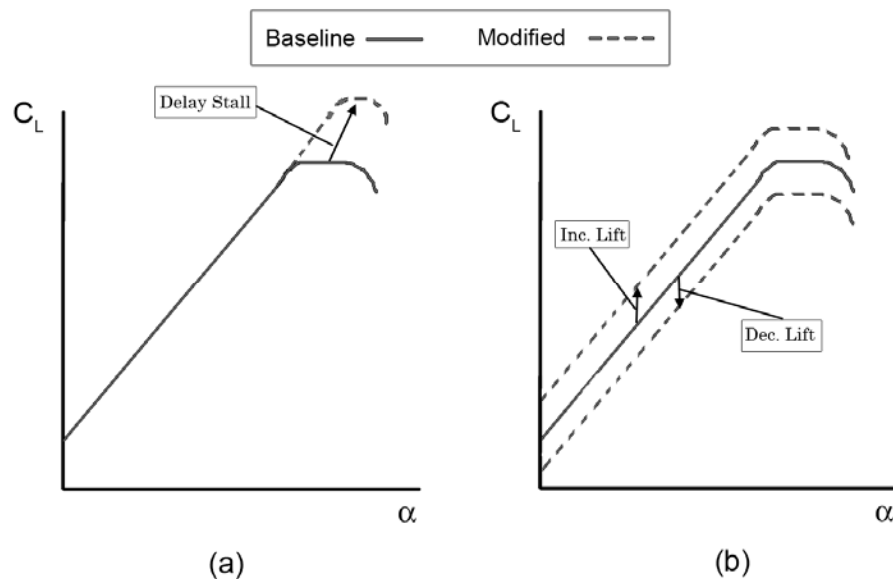 Baseline Modified
Delay Stall
C_L
α
(a)
C_L
Inc. Lift
Dec. Lift
α
(b)